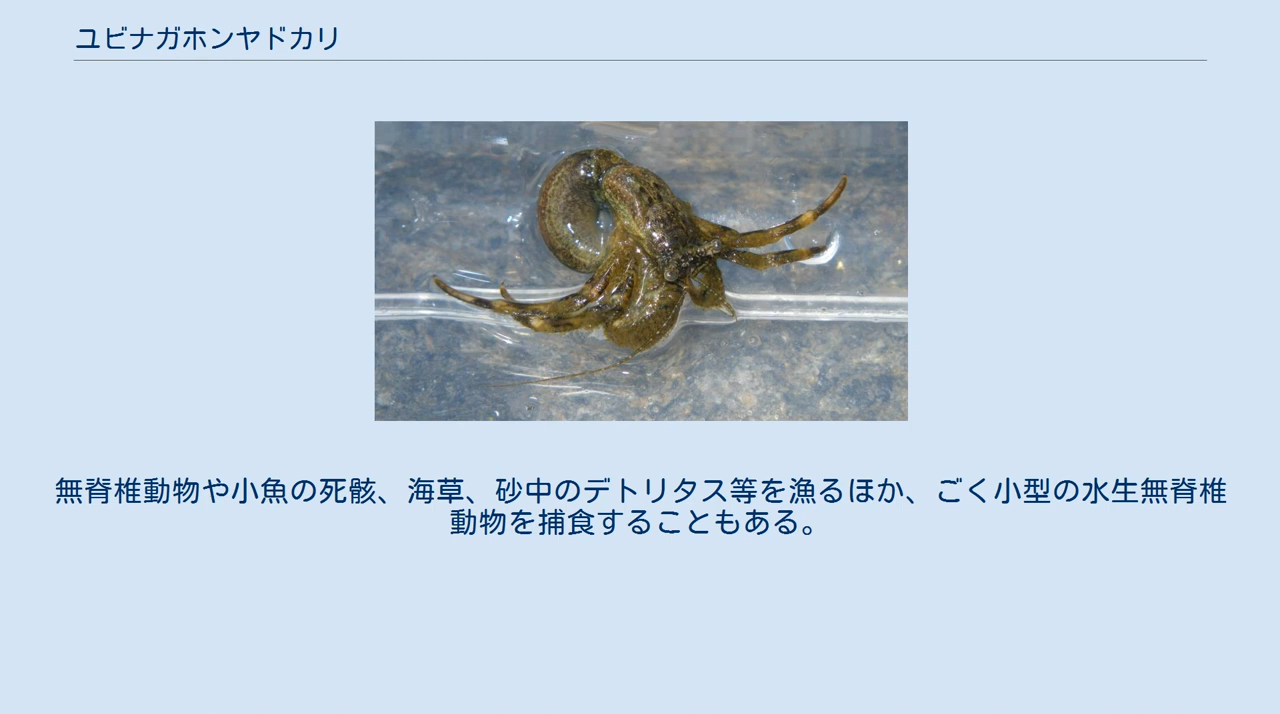 ユビナガホンヤドカリ
無脊椎動物や小魚の死骸、海草、砂中のデトリタス等を漁るほか、ごく小型の水生無脊椎
動物を捕食することもある。